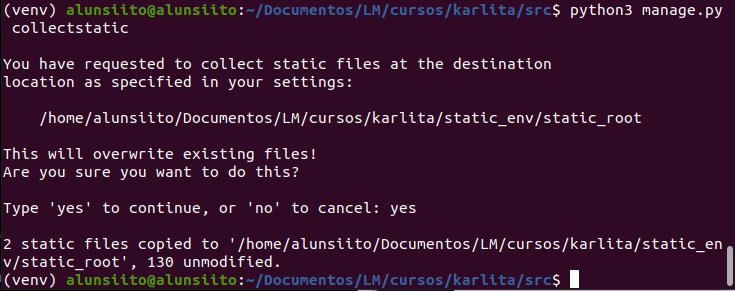 (venv) alunsiito@alunsiito:~/Documentos/LM/cursos/karlita/src$ python3 manage.py
 collectstatic
You have requested to collect static files at the destination
location as specified in your settings:
    /home/alunsiito/Documentos/LM/cursos/karlita/static_env/static_root
This will overwrite existing files!
Are you sure you want to do this?
Type 'yes' to continue, or 'no' to cancel: yes
2 static files copied to '/home/alunsiito/Documentos/LM/cursos/karlita/static_en
v/static_root', 130 unmodified.
(venv) alunsiito@alunsiito:~/Documentos/LM/cursos/karlita/src$